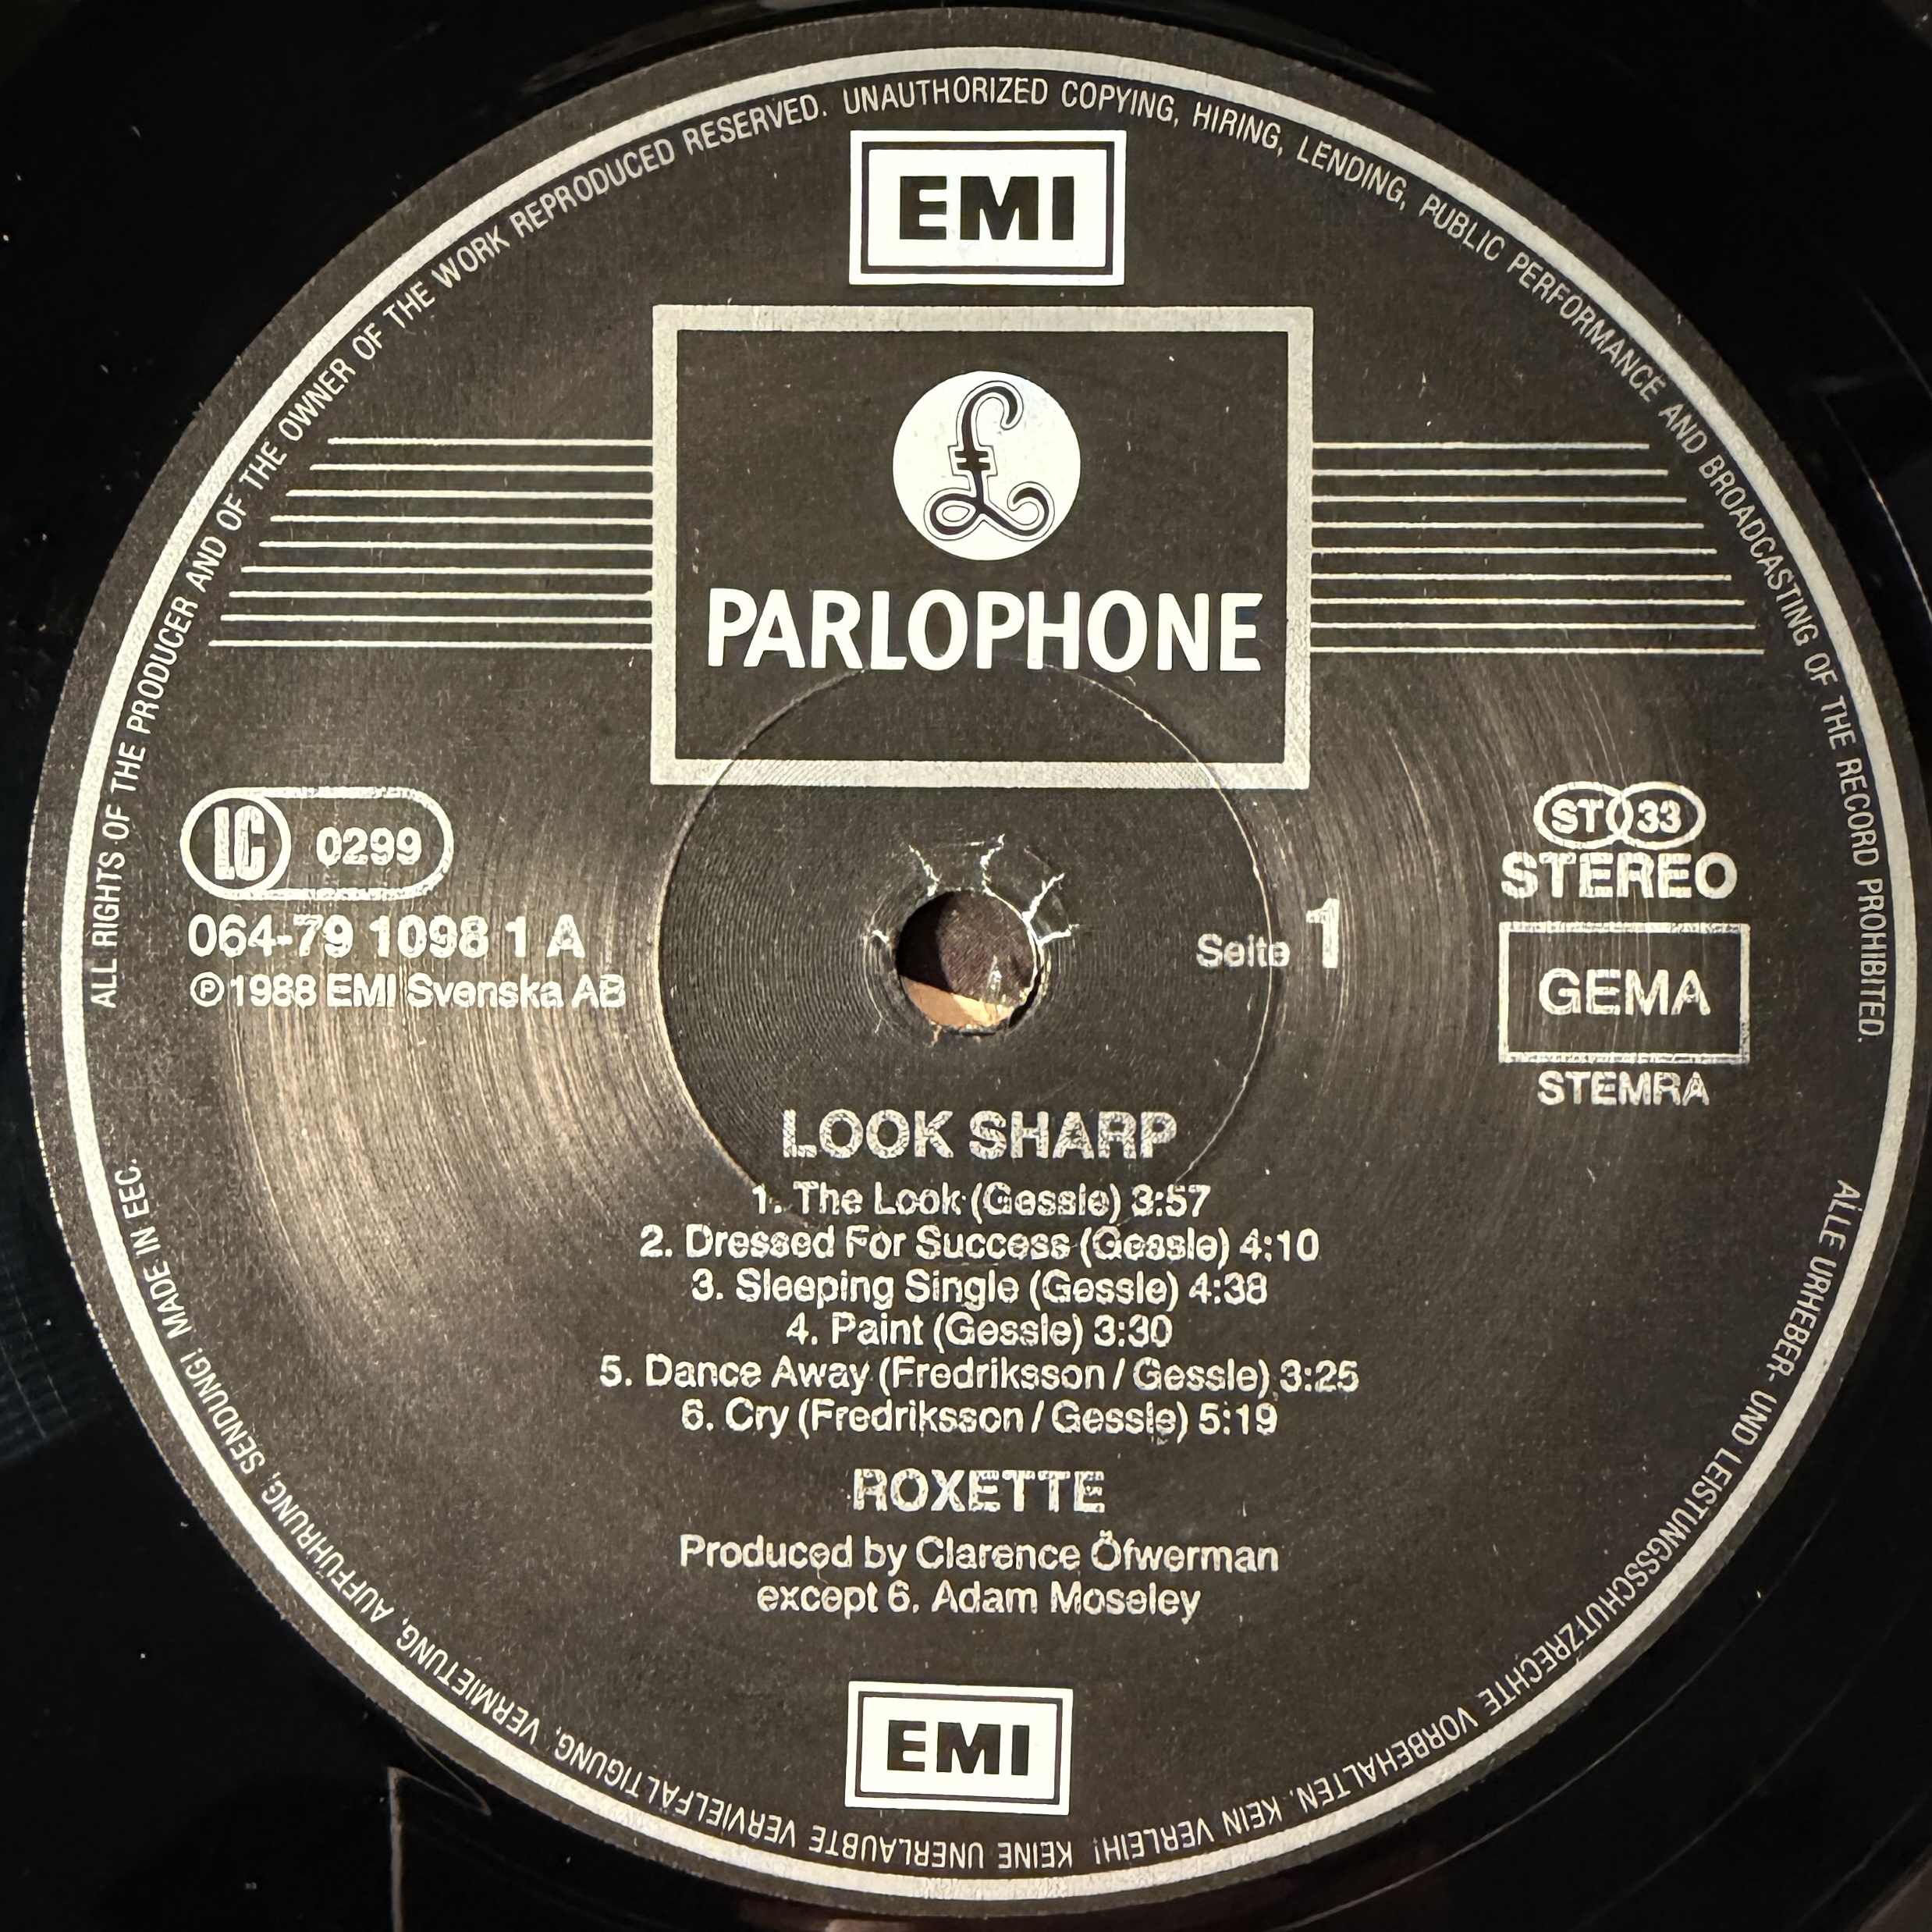 ALL RIGHTS OF THE PRODUCER AND OF THE OWNER OF THE WORK REPRODUCED RESERVED. UNAUTHORIZED COPYING, HIRING, LENDING, PUBLIC PERFORMANCE AND BROADCASTING OF THE RECORD PROHIBITED.
EMI
£
PARLOPHONE
LC 0299
064-79 1098 1 A
℗ 1988 EMI Svenska AB
Seite 1
ST 33
STEREO
GEMA
STEMRA
LOOK SHARP
1. The Look (Gessle) 3:57
2. Dressed For Success (Gessle) 4:10
3. Sleeping Single (Gessle) 4:38
4. Paint (Gessle) 3:30
5. Dance Away (Fredriksson / Gessle) 3:25
6. Cry (Fredriksson / Gessle) 5:19
ROXETTE
Produced by Clarence Öfwerman
except 6. Adam Moseley
EMI
ALLE URHEBER- UND LEISTUNGSSCHUTZRECHTE VORBEHALTEN. KEIN VERLEIH! KEINE UNERLAUBTE VERVIELFÄLTIGUNG, VERMIETUNG, AUFFÜHRUNG, SENDUNG! MADE IN EEC.